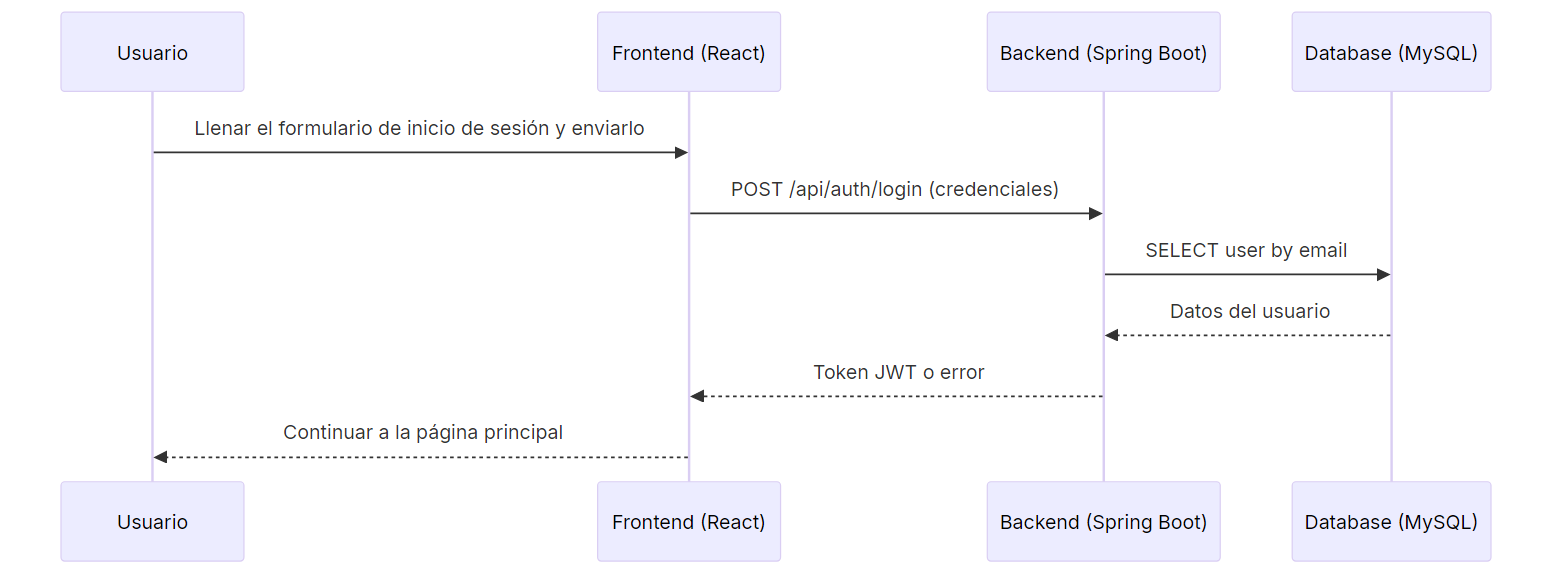 Usuario
Frontend (React)
Backend (Spring Boot)
Database (MySQL)
Llenar el formulario de inicio de sesión y enviarlo
POST /api/auth/login (credenciales)
SELECT user by email
Datos del usuario
Token JWT o error
Continuar a la página principal
Usuario
Frontend (React)
Backend (Spring Boot)
Database (MySQL)